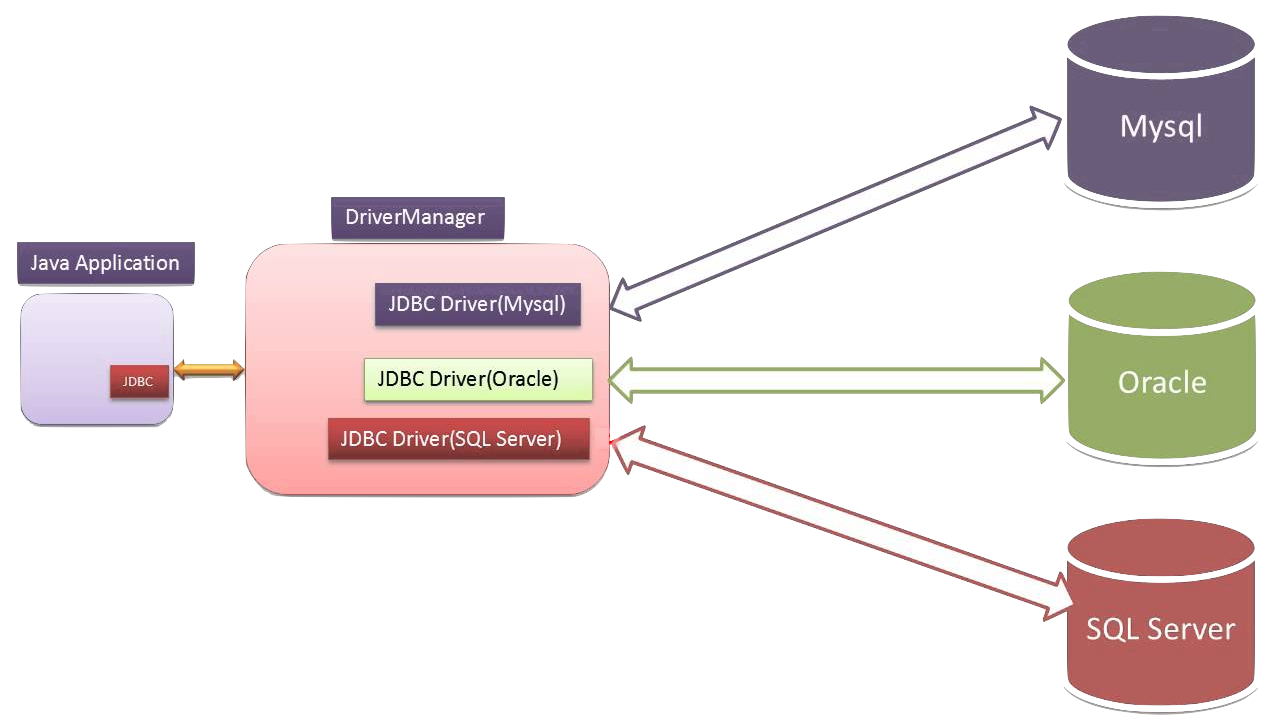 Mysql
DriverManager
Java Application
JDBC Driver(Mysql)
JDBC
JDBC Driver(Oracle)
Oracle
JDBC Driver(SQL Server)
SQL Server